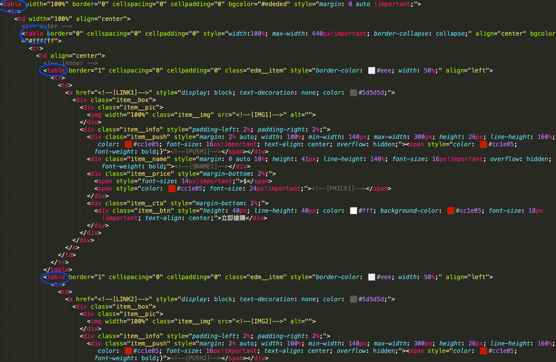 <table width="100%" border="0" cellspacing="0" cellpadding="0" bgcolor="#ededed" style="margin: 0 auto !important;">
<tr>
<td width="100%" align="center">
<!-- outer -->
<table border="0" cellspacing="0" cellpadding="0" style="width:100%; max-width: 640px!important; border-collapse: collapse;" align="center" bgcolor
="#ffffff">
<tr>
<td align="center">
<!-- innner -->
<table border="1" cellspacing="0" cellpadding="0" class="edm__item" style="border-color: #eee; width: 50%;" align="left">
<tr>
<td>
<a href="<!--[LINK1]-->" style="display: block; text-decoration: none; color: #5d5d5d;">
<div class="item__box">
<div class="item__pic">
<img width="100%" class="item__img" src="<!--[IMG1]-->" alt="">
</div>
<div class="item__info" style="padding-left: 2%; padding-right: 2%;">
<div class="item__push" style="margin: 2% auto; width: 100%; min-width: 140px; max-width: 300px; height: 26px; line-height: 160%;
color: #cc1e05; font-size: 16px!important; text-align: center; overflow: hidden;"><span style="color: #cc1e05;
font-weight: bold;}"><!--[PUSH1]--></span></div>
<div class="item__name" style="margin: 0 auto 10%; height: 41px; line-height: 140%; font-size: 16px!important; overflow: hidden;
font-weight: bold;"><!--[SNAME1]--></div>
<div class="item__price" style="margin-bottom: 2%;">
<span style="font-size: 14px!important;">$</span>
<span style="color: #cc1e05; font-size: 24px!important;"><!--[PRICE1]--></span>
</div>
<div class="item__cta" style="margin-bottom: 2%;">
<div class="item__btn" style="height: 40px; line-height: 40px; color: #fff; background-color: #cc1e05; font-size: 18px
!important; text-align: center;">立即搶購</div>
</div>
</div>
</div>
</a>
</td>
</tr>
</table>
<table border="1" cellspacing="0" cellpadding="0" class="edm__item" style="border-color: #eee; width: 50%;" align="left">
<tr>
<td>
<a href="<!--[LINK2]-->" style="display: block; text-decoration: none; color: #5d5d5d;">
<div class="item__box">
<div class="item__pic">
<img width="100%" class="item__img" src="<!--[IMG2]-->" alt="">
</div>
<div class="item__info" style="padding-left: 2%; padding-right: 2%;">
<div class="item__push" style="margin: 2% auto; width: 100%; min-width: 140px; max-width: 300px; height: 26px; line-height: 160%;
color: #cc1e05; font-size: 16px!important; text-align: center; overflow: hidden;"><span style="color: #cc1e05;
font-weight: bold;}"><!--[PUSH2]--></span></div>